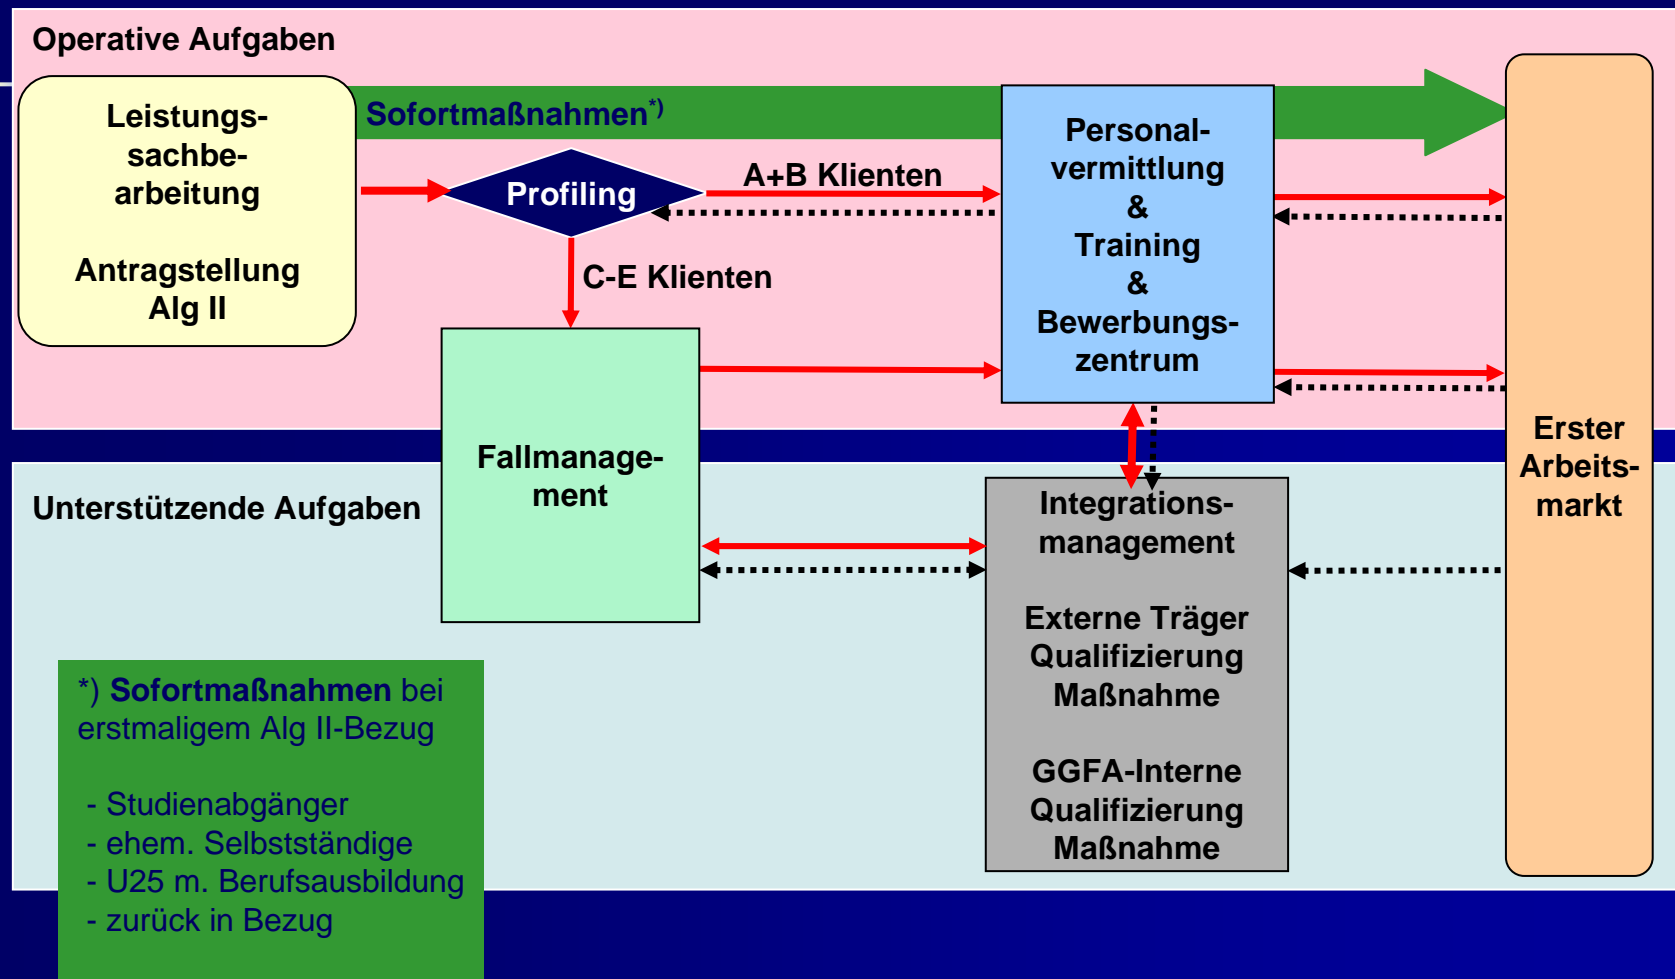 Operative Aufgaben
Leistungs-
sachbe-
arbeitung
Antragstellung
Alg II
Sofortmaßnahmen*)
Profiling
A+B Klienten
C-E Klienten
Personal-
vermittlung
&
Training
&
Bewerbungs-
zentrum
Erster
Arbeits-
markt
Fallmanage-
ment
Unterstützende Aufgaben
Integrations-
management
Externe Träger
Qualifizierung
Maßnahme
GGFA-Interne
Qualifizierung
Maßnahme
*) Sofortmaßnahmen bei
erstmaligem Alg II-Bezug
- Studienabgänger
- ehem. Selbstständige
- U25 m. Berufsausbildung
- zurück in Bezug